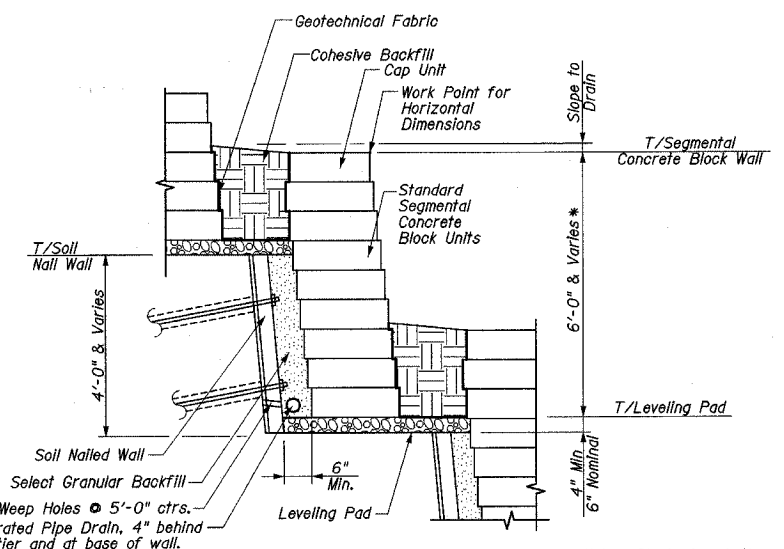 Geotechnical Fabric
Cohesive Backfill
Cap Unit
Work Point for
Horizontal
Dimensions
Slope to
Drain
T/Segmental
Concrete Block Wall
Standard
Segmental
Concrete
Block Units
T/Soil
Nail Wall
4'-0" & Varies
6'-0" & Varies *
T/Leveling Pad
Soil Nailed Wall
Select Granular Backfill
Weep Holes @ 5'-0" ctrs.
rated Pipe Drain, 4" behind
tier and at base of wall.
6"
Min.
Leveling Pad
4" Min
6" Nominal